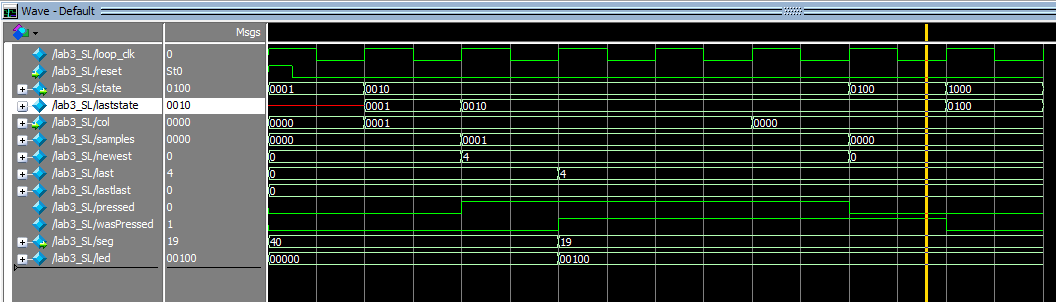 Wave - Default
Msgs
/lab3_SL/loop_clk 0
/lab3_SL/reset St0
/lab3_SL/state 0100 0001 0010 0100 1000
/lab3_SL/laststate 0010 0001 0010 0100
/lab3_SL/col 0000 0000 0001 0000
/lab3_SL/samples 0000 0000 0001 0000
/lab3_SL/newest 0 0 4 0
/lab3_SL/last 4 0 4
/lab3_SL/lastlast 0 0
/lab3_SL/pressed 0
/lab3_SL/wasPressed 1
/lab3_SL/seg 19 40 19
/lab3_SL/led 00100 00000 00100